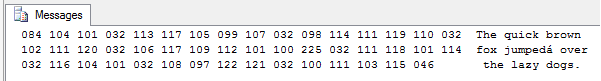 Messages
084 104 101 032 113 117 105 099 107 032 098 114 111 119 110 032 The quick brown
102 111 120 032 106 117 109 112 101 100 225 032 111 118 101 114 fox jumpedá over
032 116 104 101 032 108 097 122 121 032 100 111 103 115 046 the lazy dogs.